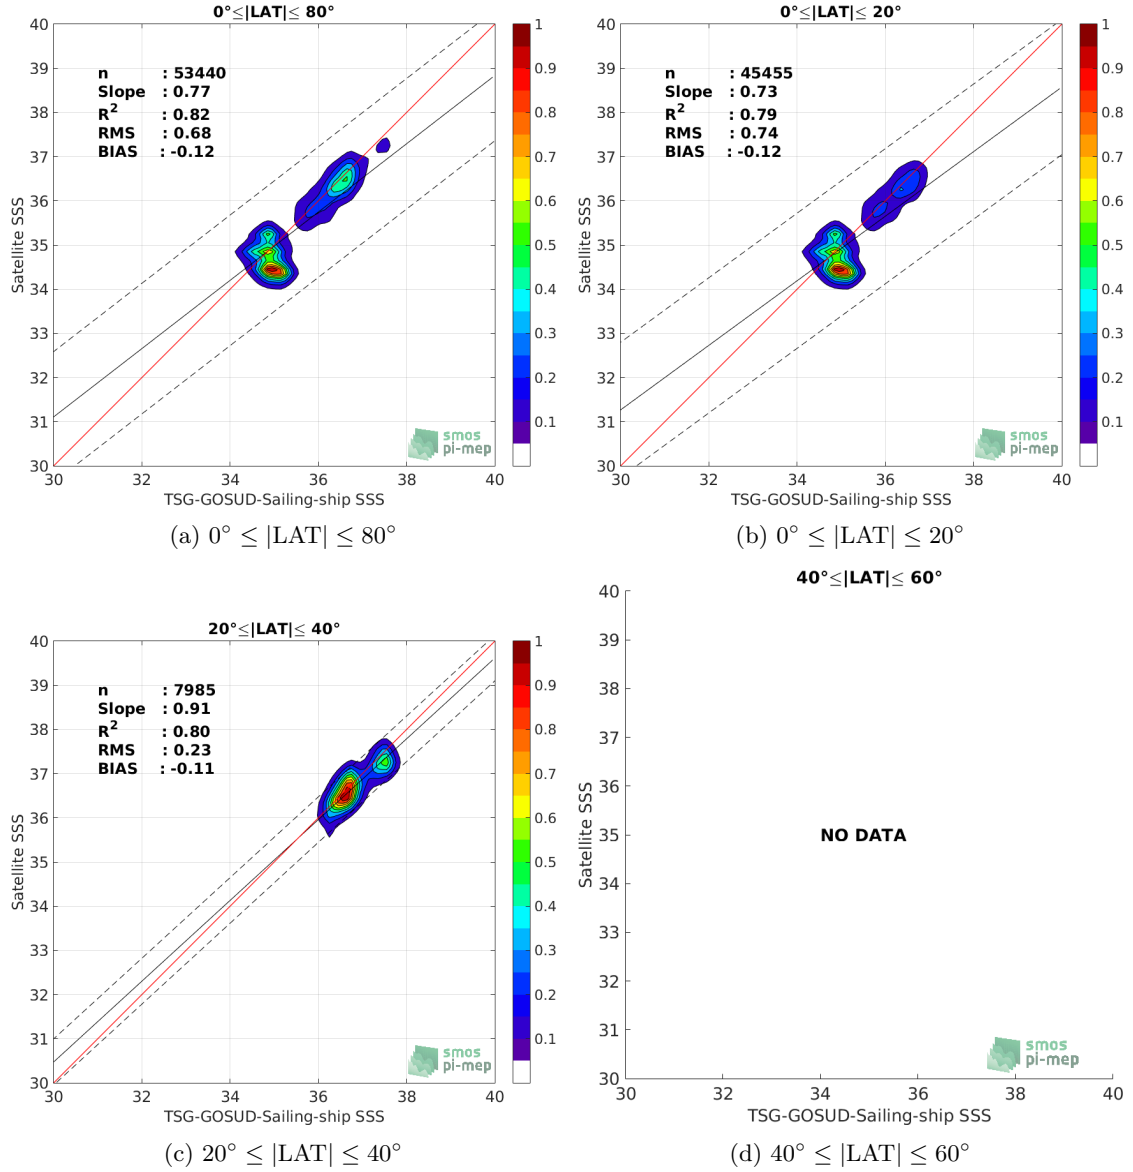 0°≤|LAT|≤ 80°
40
39
38
37
36
35
34
33
32
31
30
Satellite SSS
n : 53440
Slope : 0.77
R2 : 0.82
RMS : 0.68
BIAS : -0.12
smos
pi-mep
30 32 34 36 38 40
TSG-GOSUD-Sailing-ship SSS
1
0.9
0.8
0.7
0.6
0.5
0.4
0.3
0.2
0.1
(a) 0° ≤ |LAT| ≤ 80°
0°≤|LAT|≤ 20°
40
39
38
37
36
35
34
33
32
31
30
Satellite SSS
n : 45455
Slope : 0.73
R2 : 0.79
RMS : 0.74
BIAS : -0.12
smos
pi-mep
30 32 34 36 38 40
TSG-GOSUD-Sailing-ship SSS
1
0.9
0.8
0.7
0.6
0.5
0.4
0.3
0.2
0.1
(b) 0° ≤ |LAT| ≤ 20°
20°≤|LAT|≤ 40°
40
39
38
37
36
35
34
33
32
31
30
Satellite SSS
n : 7985
Slope : 0.91
R2 : 0.80
RMS : 0.23
BIAS : -0.11
smos
pi-mep
30 32 34 36 38 40
TSG-GOSUD-Sailing-ship SSS
1
0.9
0.8
0.7
0.6
0.5
0.4
0.3
0.2
0.1
(c) 20° ≤ |LAT| ≤ 40°
40°≤|LAT|≤ 60°
40
39
38
37
36
35
34
33
32
31
30
Satellite SSS
NO DATA
smos
pi-mep
30 32 34 36 38 40
TSG-GOSUD-Sailing-ship SSS
(d) 40° ≤ |LAT| ≤ 60°